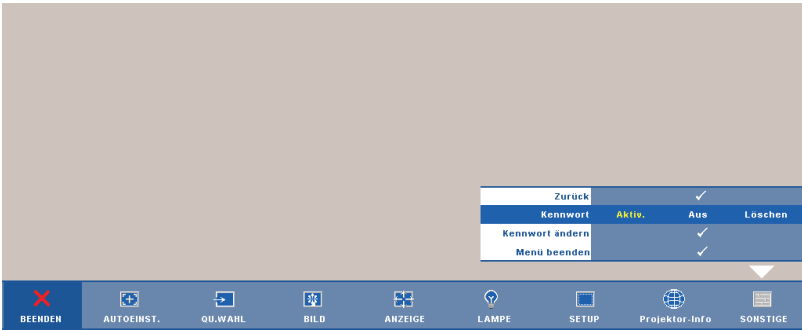 Zurück
Kennwort Aktiv. Aus Löschen
Kennwort ändern
Menü beenden
BEENDEN AUTOEINST. QU.WAHL BILD ANZEIGE LAMPE SETUP Projektor-Info SONSTIGE